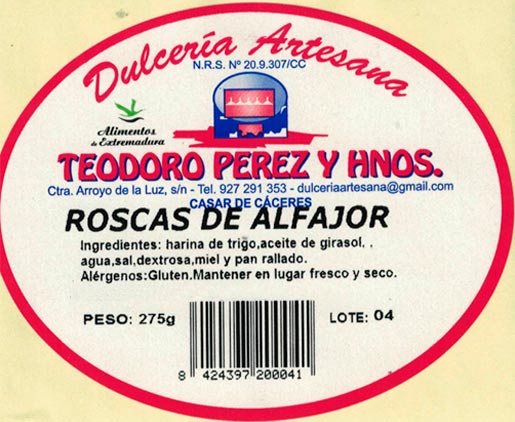 Dulcería Artesana
N.R.S. Nº 20.9.307/CC
Alimentos
de Extremadura
TEODORO PEREZ Y HNOS.
Ctra. Arroyo de la Luz, s/n - Tel. 927 291 353 - dulceriaartesana@gmail.com
CASAR DE CÁCERES
ROSCAS DE ALFAJOR
Ingredientes: harina de trigo,aceite de girasol, .
agua,sal,dextrosa,miel y pan rallado.
Alérgenos:Gluten.Mantener en lugar fresco y seco.
PESO: 275g
LOTE: 04
8 424397 200041